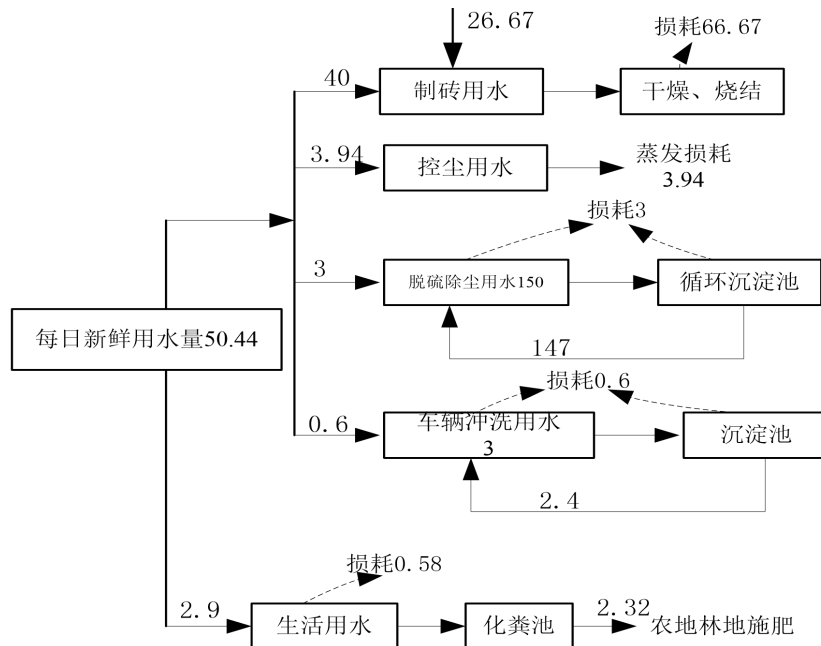 26.67
损耗66.67
40
制砖用水
干燥、烧结
3.94
控尘用水
蒸发损耗
3.94
损耗3
3
脱硫除尘用水150
循环沉淀池
147
每日新鲜用水量50.44
损耗0.6
0.6
车辆冲洗用水
3
沉淀池
2.4
损耗0.58
2.9
生活用水
化粪池
2.32
农地林地施肥